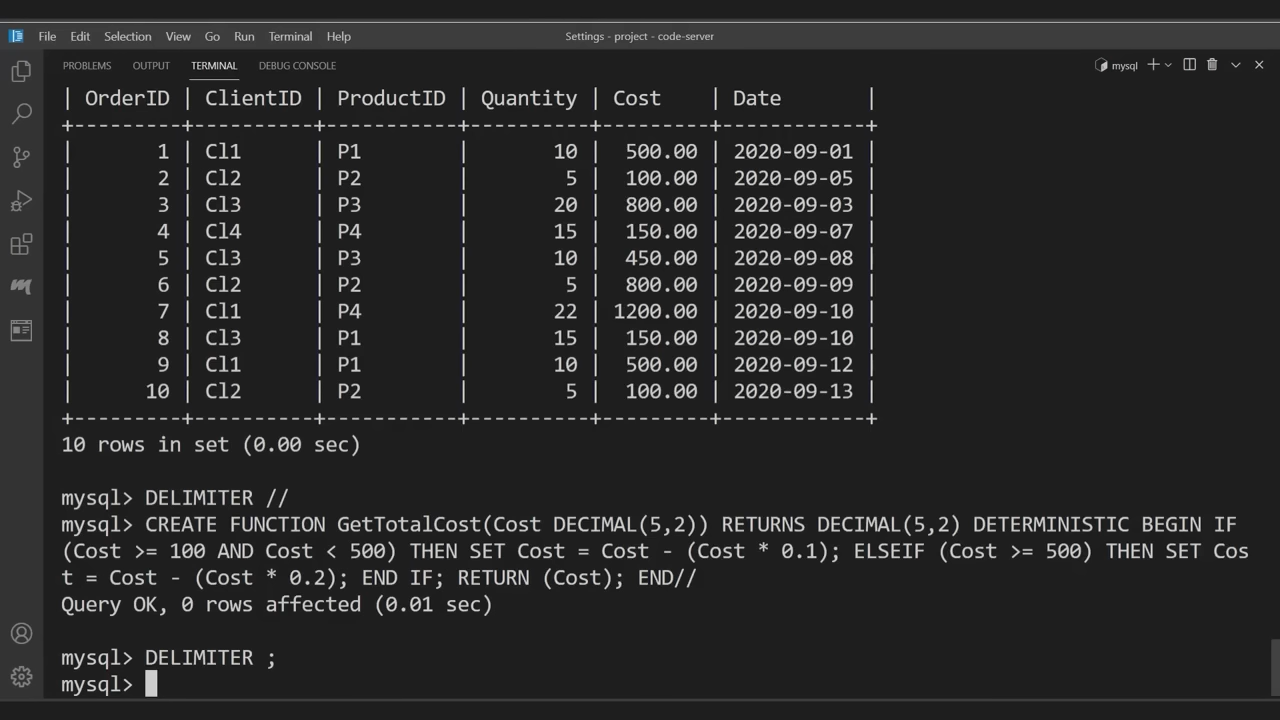 File Edit Selection View Go Run Terminal Help Settings - project - code-server
PROBLEMS OUTPUT TERMINAL DEBUG CONSOLE mysql
| OrderID | ClientID | ProductID | Quantity | Cost    | Date       |
+---------+----------+-----------+----------+---------+------------+
|       1 | Cl1      | P1        |       10 |  500.00 | 2020-09-01 |
|       2 | Cl2      | P2        |        5 |  100.00 | 2020-09-05 |
|       3 | Cl3      | P3        |       20 |  800.00 | 2020-09-03 |
|       4 | Cl4      | P4        |       15 |  150.00 | 2020-09-07 |
|       5 | Cl3      | P3        |       10 |  450.00 | 2020-09-08 |
|       6 | Cl2      | P2        |        5 |  800.00 | 2020-09-09 |
|       7 | Cl1      | P4        |       22 | 1200.00 | 2020-09-10 |
|       8 | Cl3      | P1        |       15 |  150.00 | 2020-09-10 |
|       9 | Cl1      | P1        |       10 |  500.00 | 2020-09-12 |
|      10 | Cl2      | P2        |        5 |  100.00 | 2020-09-13 |
+---------+----------+-----------+----------+---------+------------+
10 rows in set (0.00 sec)
mysql> DELIMITER //
mysql> CREATE FUNCTION GetTotalCost(Cost DECIMAL(5,2)) RETURNS DECIMAL(5,2) DETERMINISTIC BEGIN IF
(Cost >= 100 AND Cost < 500) THEN SET Cost = Cost - (Cost * 0.1); ELSEIF (Cost >= 500) THEN SET Cos
t = Cost - (Cost * 0.2); END IF; RETURN (Cost); END//
Query OK, 0 rows affected (0.01 sec)
mysql> DELIMITER ;
mysql>